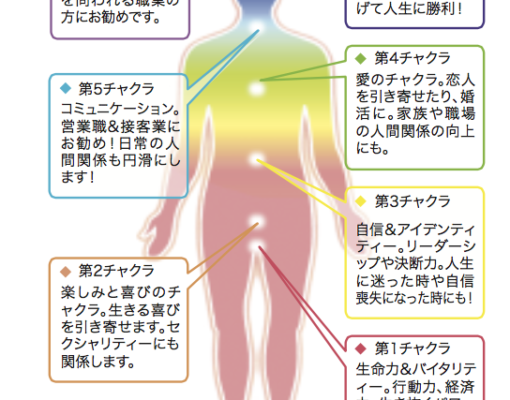 を問われる職業の
方にお勧めです。
げて人生に勝利！
◆ 第5チャクラ
コミュニケーション。
営業職&接客業に
お勧め！日常の人
間関係も円滑にし
ます！
◆ 第4チャクラ
愛のチャクラ。恋人
を引き寄せたり、婚
活に。家族や職場
の人間関係の向上
にも。
◆ 第3チャクラ
自信&アイデンティ
ティー。リーダーシ
ップや決断力。人生
に迷った時や自信
喪失になった時にも！
◆ 第2チャクラ
楽しみと喜びのチ
ャクラ。生きる喜び
を引き寄せます。セ
クシャリティーにも
関係します。
◆ 第1チャクラ
生命力&バイタリテ
ィー。行動力、経済